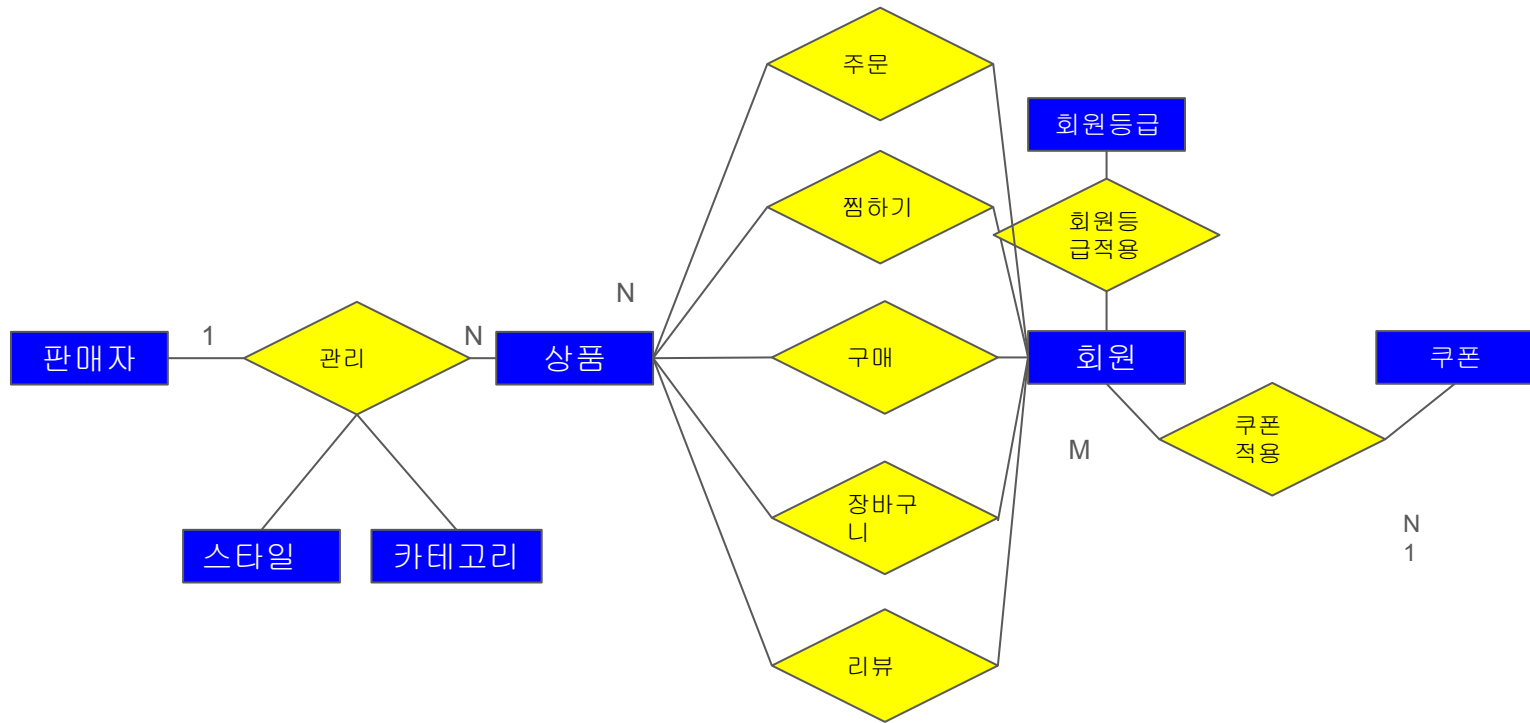 주문
회원등급
찜하기
회원등
급적용
N
판매자
1
관리
N
상품
구매
회원
쿠폰
쿠폰
적용
M
장바구
니
스타일
카테고리
N
1
리뷰